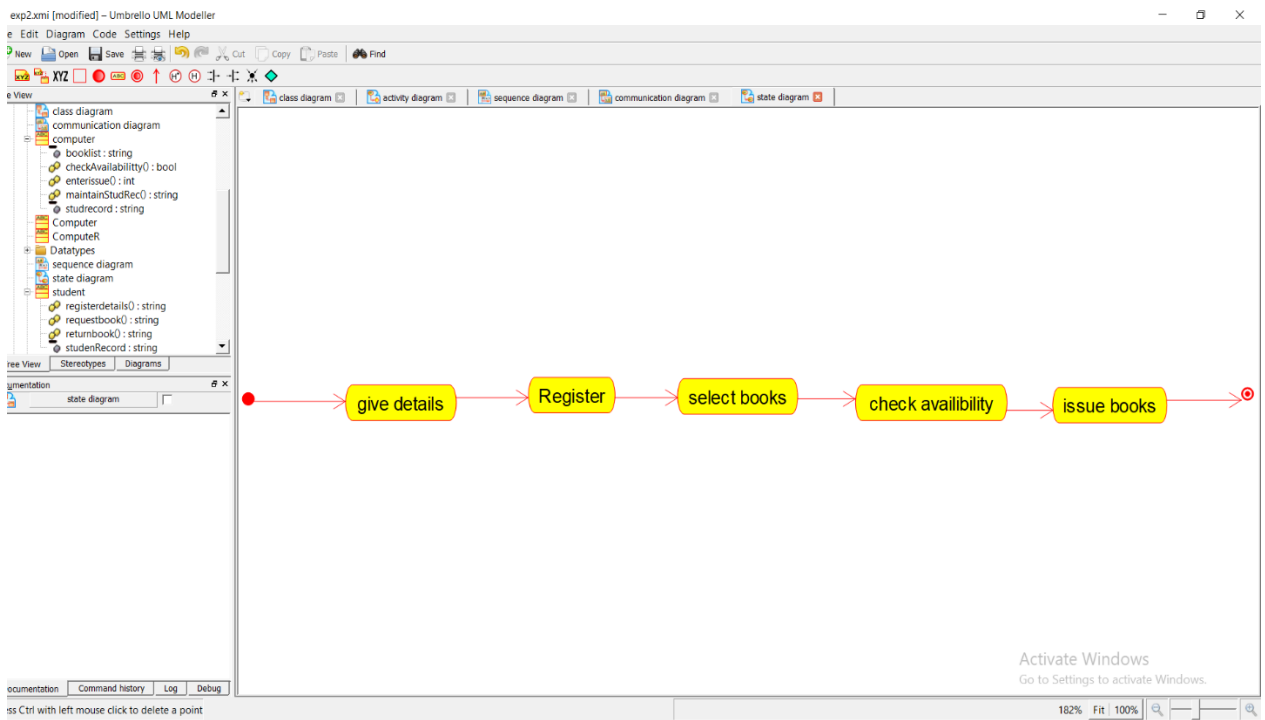 exp2.xmi [modified] – Umbrello UML Modeller
e Edit Diagram Code Settings Help
New Open Save Cut Copy Paste Find
XYZ ABC
e View
class diagram activity diagram sequence diagram communication diagram state diagram
class diagram
communication diagram
computer
booklist : string
checkAvailabilitty() : bool
enterissue() : int
maintainStudRec() : string
studrecord : string
Computer
ComputeR
Datatypes
sequence diagram
state diagram
student
registerdetails() : string
requestbook() : string
returnbook() : string
studenRecord : string
ree View Stereotypes Diagrams
umentation
state diagram
give details Register select books check availibility issue books
Activate Windows
Go to Settings to activate Windows.
ocumentation Command history Log Debug
ss Ctrl with left mouse click to delete a point
182% Fit 100%